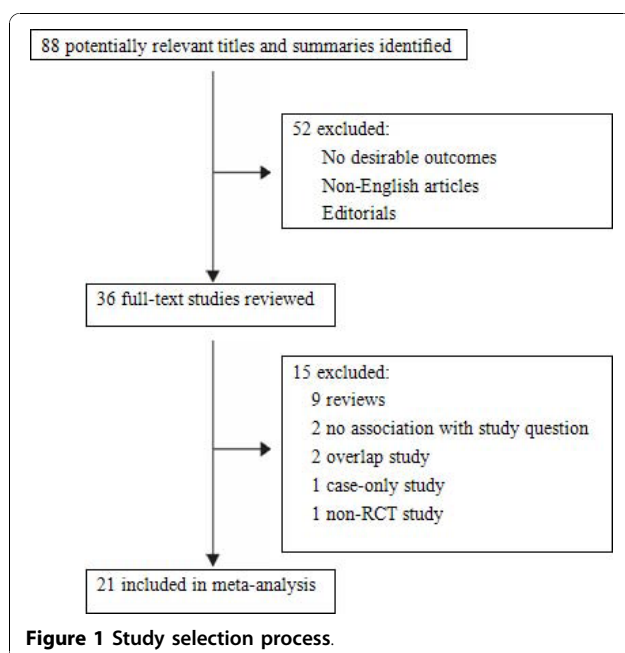 88 potentially relevant titles and summaries identified
52 excluded:
No desirable outcomes
Non-English articles
Editorials
36 full-text studies reviewed
15 excluded:
9 reviews
2 no association with study question
2 overlap study
1 case-only study
1 non-RCT study
21 included in meta-analysis
Figure 1 Study selection process.